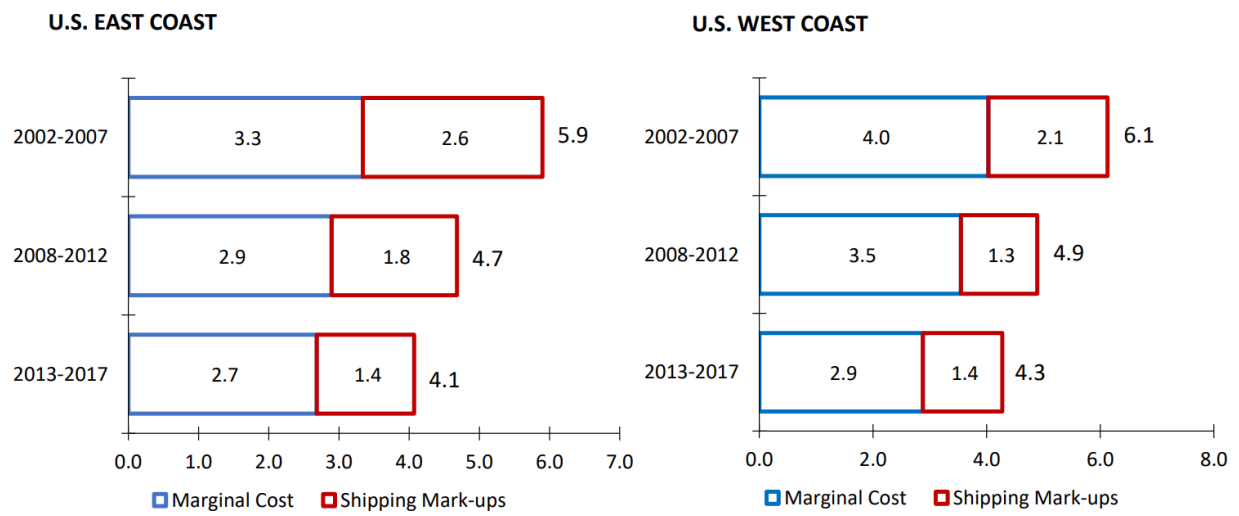 U.S. EAST COAST
2002-2007 3.3 2.6 5.9
2008-2012 2.9 1.8 4.7
2013-2017 2.7 1.4 4.1
0.0 1.0 2.0 3.0 4.0 5.0 6.0 7.0
Marginal Cost Shipping Mark-ups
U.S. WEST COAST
2002-2007 4.0 2.1 6.1
2008-2012 3.5 1.3 4.9
2013-2017 2.9 1.4 4.3
0.0 2.0 4.0 6.0 8.0
Marginal Cost Shipping Mark-ups